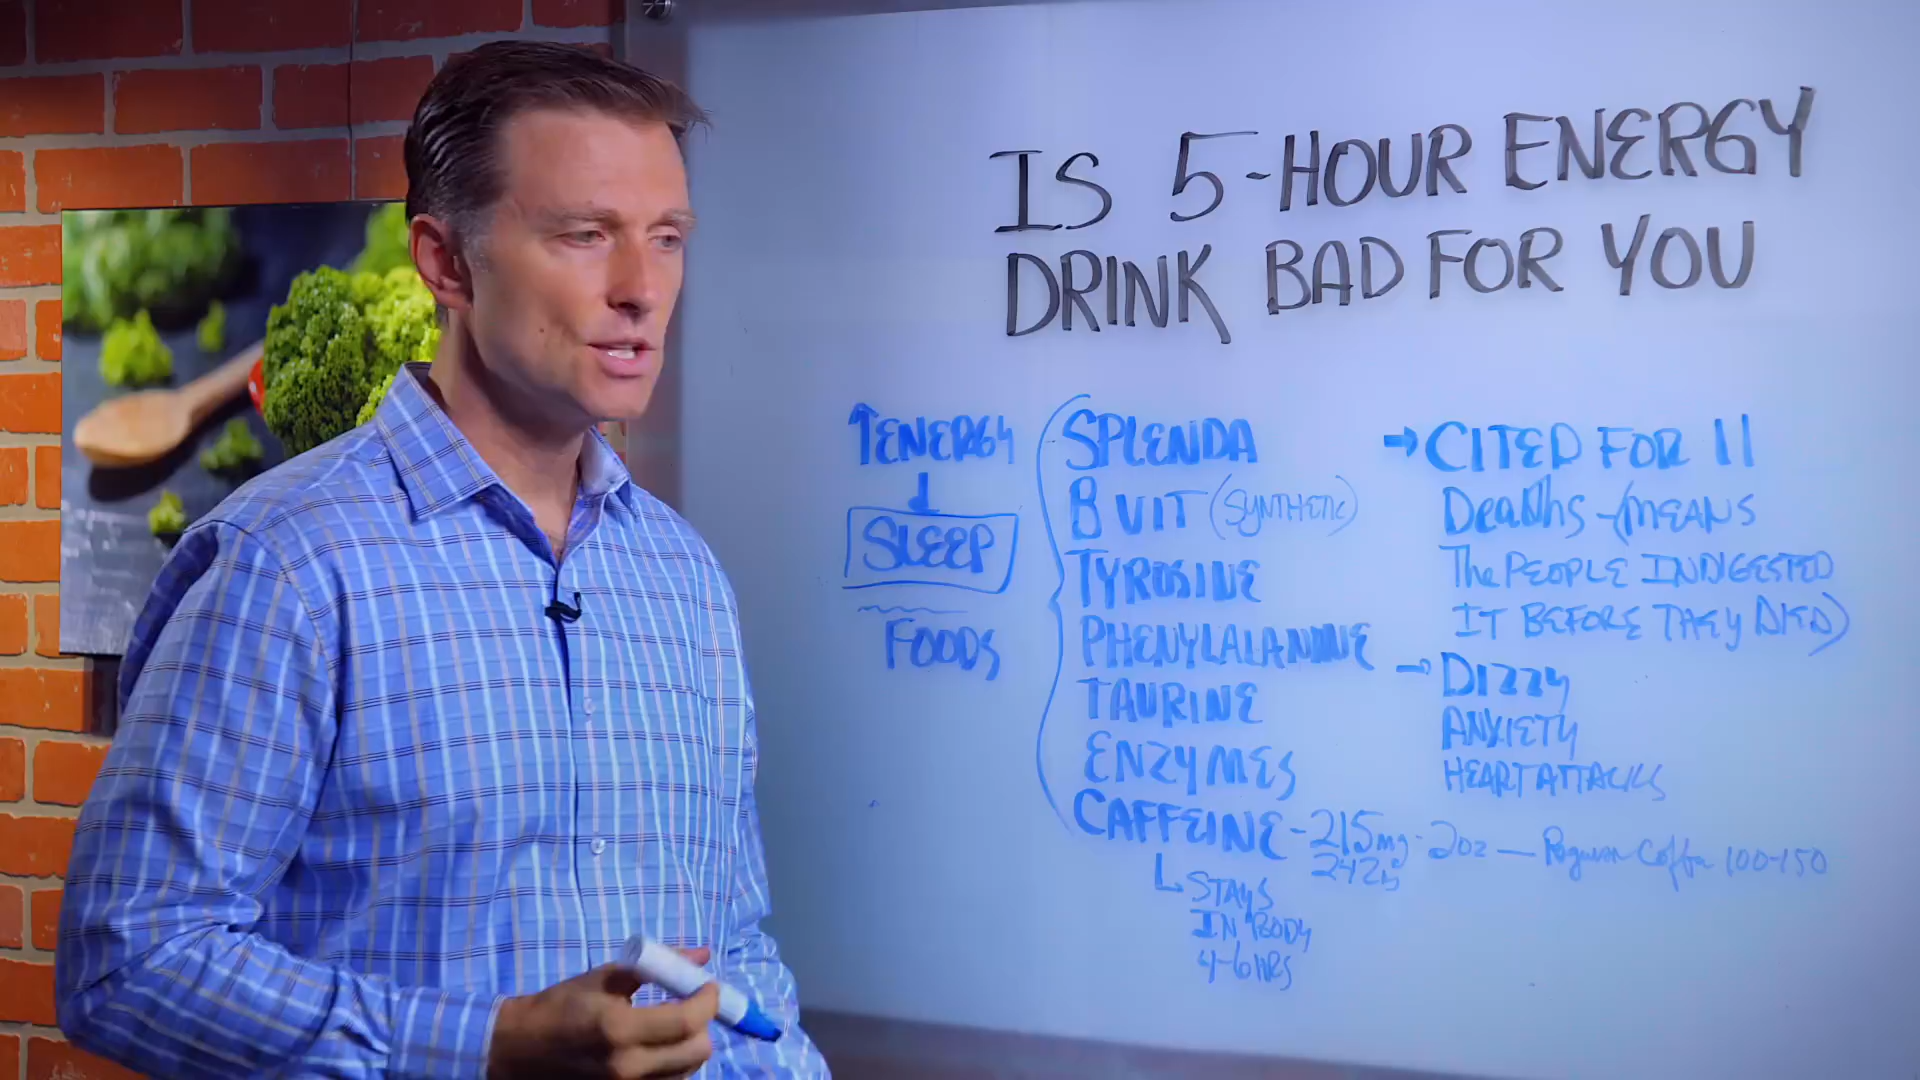 IS 5-HOUR ENERGY
DRINK BAD FOR YOU
↑ENERGY
↓
SLEEP
FOODS
SPLENDA
B VIT (SYNTHETIC)
TYROSINE
PHENYLALANINE
TAURINE
ENZYMES
CAFFEINE - 215mg - 2oz — Regular Coffee 100-150
242
STAYS
IN BODY
4-6 HRS
→ CITED FOR 11
Deaths - (MEANS
The PEOPLE INDIGESTED
IT BEFORE THEY DIED)
→ DIZZY
ANXIETY
HEART ATTACKS